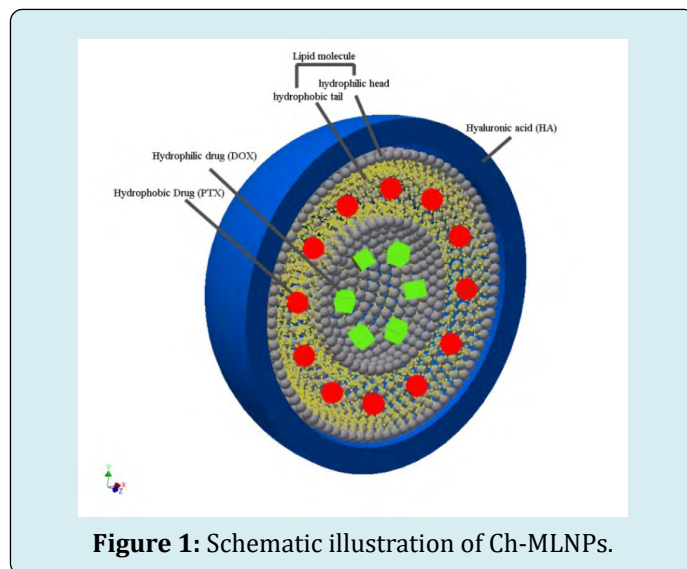 Lipid molecule
hydrophilic head
hydrophobic tail
Hyaluronic acid (HA)
Hydrophilic drug (DOX)
Hydrophobic Drug (PTX)
Y
X
Z
Figure 1: Schematic illustration of Ch-MLNPs.